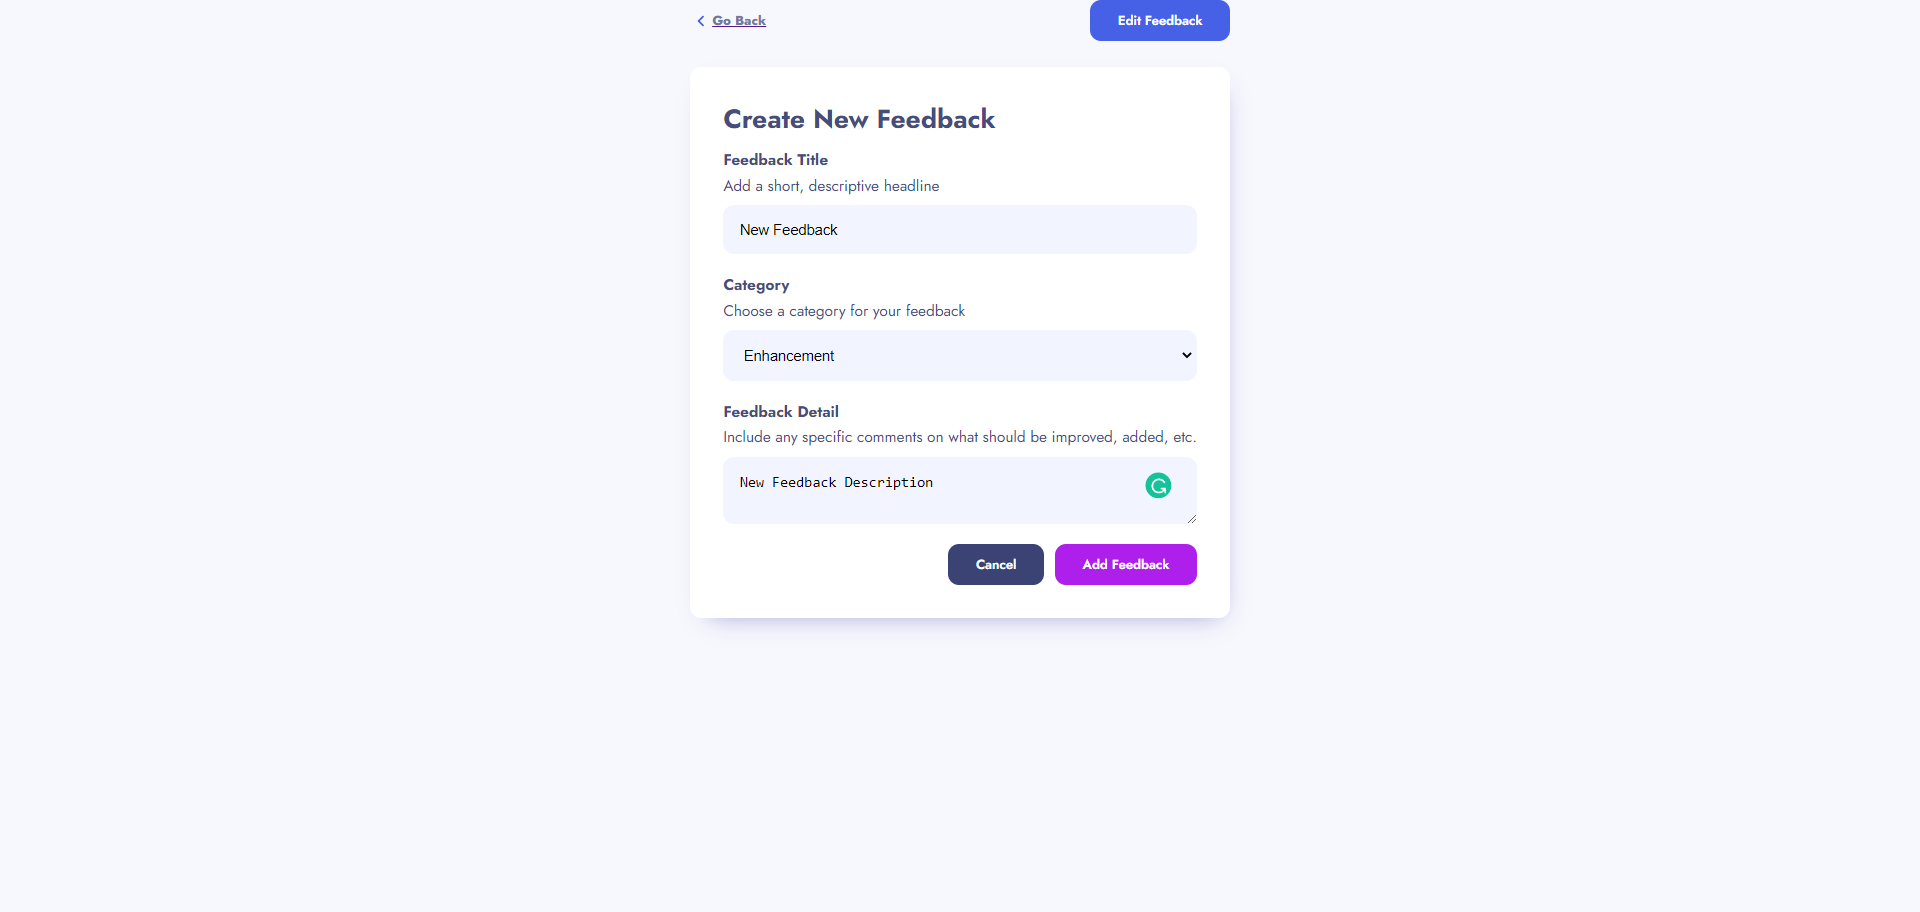 Go Back
Edit Feedback
Create New Feedback
Feedback Title
Add a short, descriptive headline
New Feedback
Category
Choose a category for your feedback
Enhancement
Feedback Detail
Include any specific comments on what should be improved, added, etc.
New Feedback Description
Cancel
Add Feedback